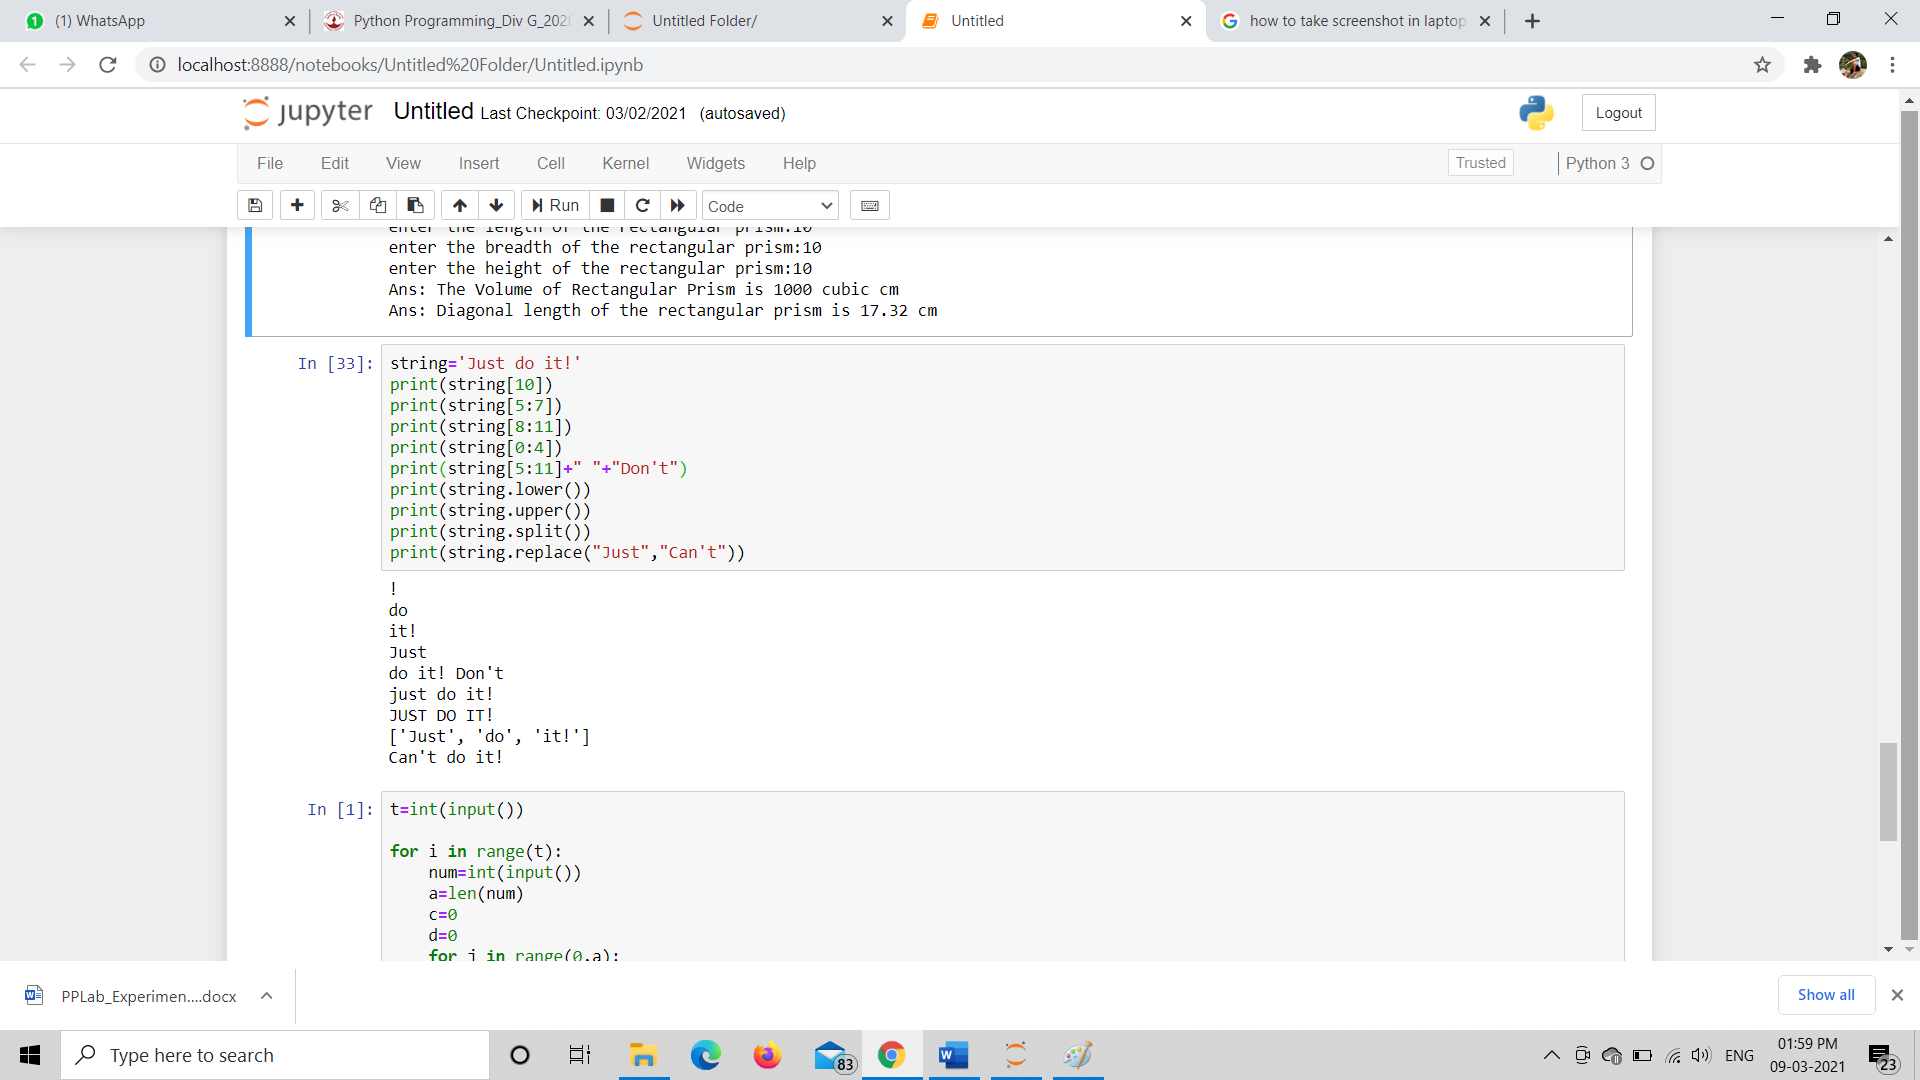 (1) WhatsApp
Python Programming_Div G_202
Untitled Folder/
Untitled
how to take screenshot in laptop
localhost:8888/notebooks/Untitled%20Folder/Untitled.ipynb
jupyter Untitled Last Checkpoint: 03/02/2021 (autosaved)
Logout
File Edit View Insert Cell Kernel Widgets Help
Trusted
Python 3
Run
Code
enter the length of the rectangular prism:10
enter the breadth of the rectangular prism:10
enter the height of the rectangular prism:10
Ans: The Volume of Rectangular Prism is 1000 cubic cm
Ans: Diagonal length of the rectangular prism is 17.32 cm
In [33]: string='Just do it!'
print(string[10])
print(string[5:7])
print(string[8:11])
print(string[0:4])
print(string[5:11]+" "+"Don't")
print(string.lower())
print(string.upper())
print(string.split())
print(string.replace("Just","Can't"))
!
do
it!
Just
do it! Don't
just do it!
JUST DO IT!
['Just', 'do', 'it!']
Can't do it!
In [1]: t=int(input())
for i in range(t):
num=int(input())
a=len(num)
c=0
d=0
for j in range(0,a):
PPLab_Experimen....docx
Show all
Type here to search
83
ENG
01:59 PM
09-03-2021
23